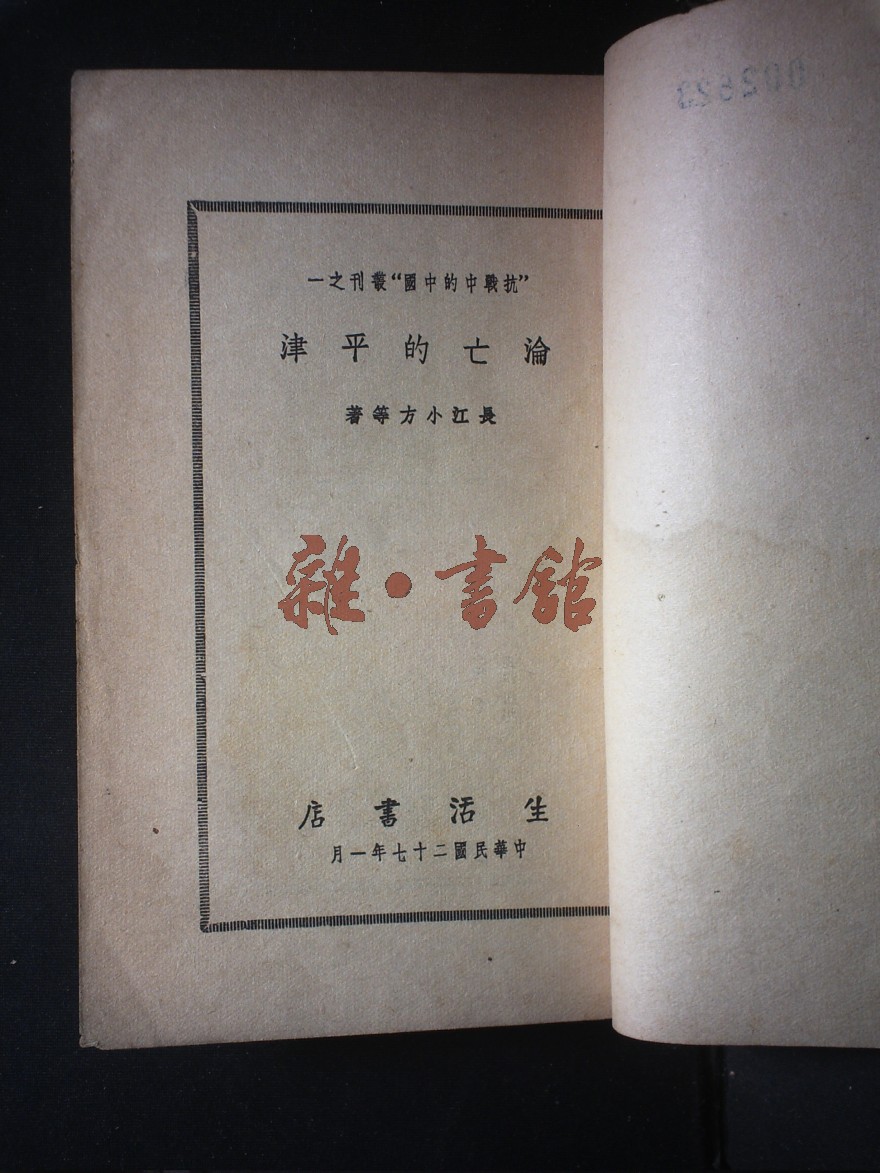 "抗戰中的中國"叢刊之一
淪亡的平津
長江小方等著
雜·書館
生活書店
中華民國二十七年一月
002823